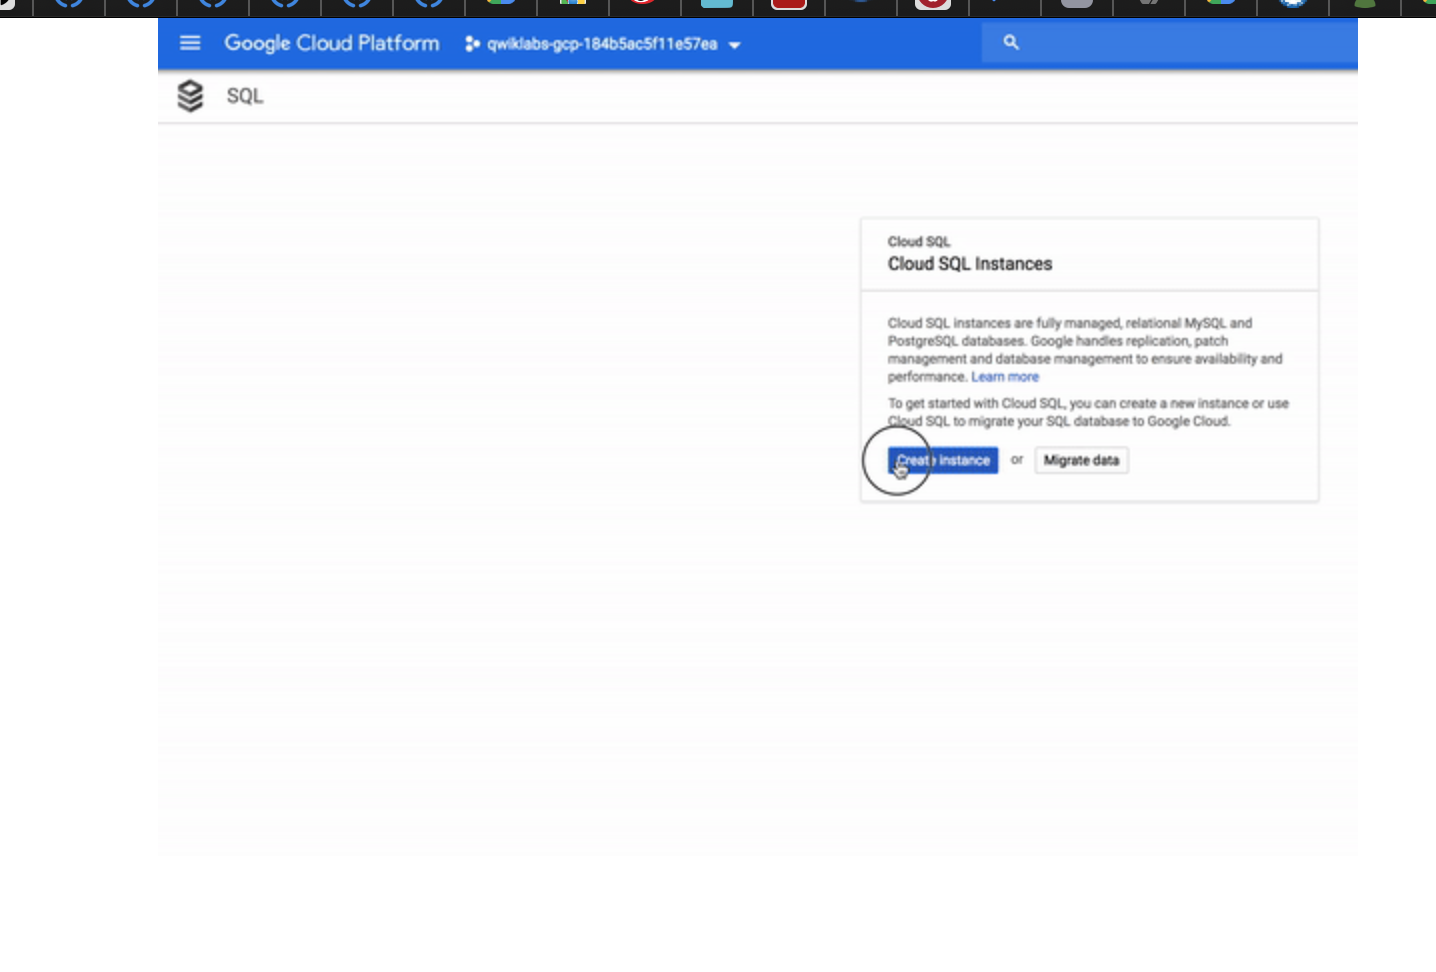 Google Cloud Platform qwiklabs-gcp-184b5ac5f11e57ea
SQL
Cloud SQL
Cloud SQL Instances
Cloud SQL instances are fully managed, relational MySQL and
PostgreSQL databases. Google handles replication, patch
management and database management to ensure availability and
performance. Learn more
To get started with Cloud SQL, you can create a new instance or use
Cloud SQL to migrate your SQL database to Google Cloud.
Create instance or Migrate data